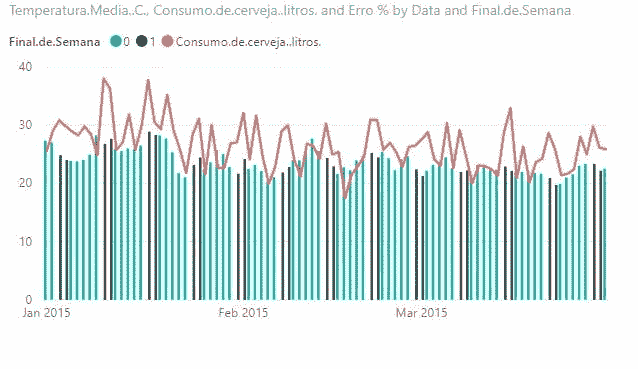 Temperatura.Media..C., Consumo.de.cerveja..litros. and Erro % by Data and Final.de.Semana
Final.de.Semana 0 1 Consumo.de.cerveja..litros.
40
30
20
10
0
Jan 2015 Feb 2015 Mar 2015